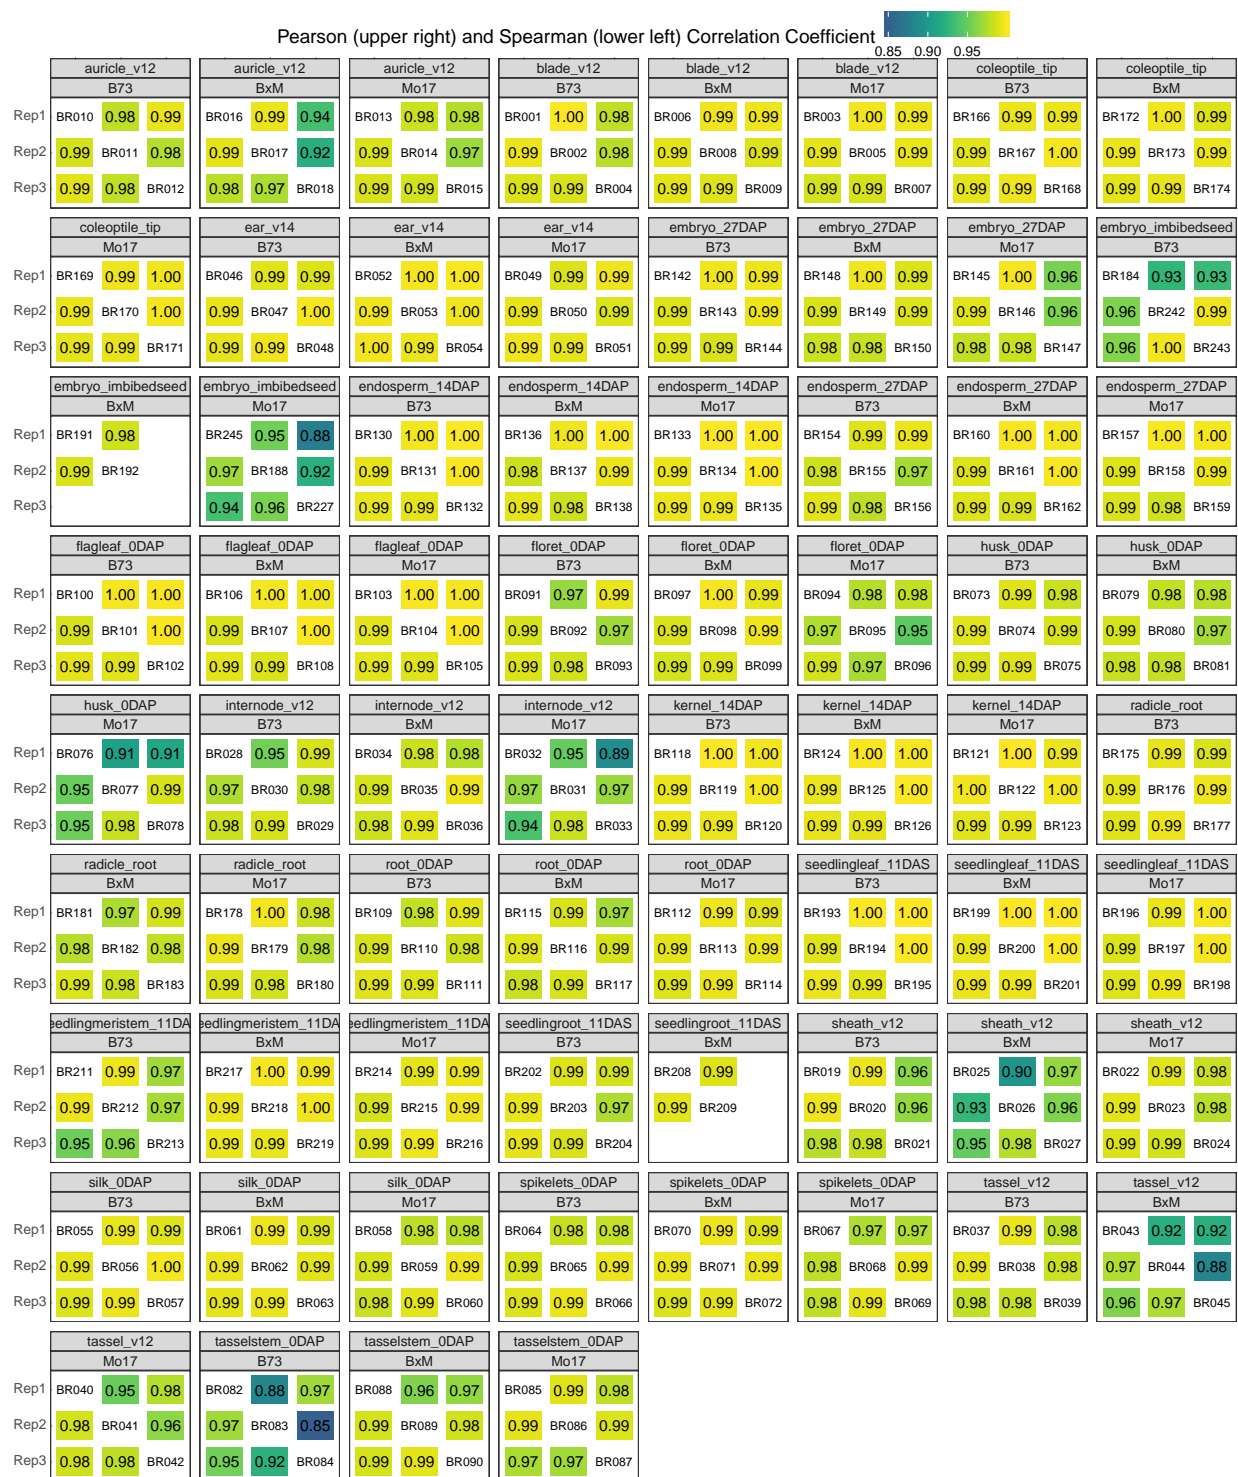 Pearson (upper right) and Spearman (lower left) Correlation Coefficient
0.85 0.90 0.95
auricle_v12 auricle_v12 auricle_v12 blade_v12 blade_v12 blade_v12 coleoptile_tip coleoptile_tip
B73 BxM Mo17 B73 BxM Mo17 B73 BxM
Rep1 BR010 0.98 0.99 BR016 0.99 0.94 BR013 0.98 0.98 BR001 1.00 0.98 BR006 0.99 0.99 BR003 1.00 0.99 BR166 0.99 0.99 BR172 1.00 0.99
Rep2 0.99 BR011 0.98 0.99 BR017 0.92 0.99 BR014 0.97 0.99 BR002 0.98 0.99 BR008 0.99 0.99 BR005 0.99 0.99 BR167 1.00 0.99 BR173 0.99
Rep3 0.99 0.98 BR012 0.98 0.97 BR018 0.99 0.99 BR015 0.99 0.99 BR004 0.99 0.99 BR009 0.99 0.99 BR007 0.99 0.99 BR168 0.99 0.99 BR174
coleoptile_tip ear_v14 ear_v14 ear_v14 embryo_27DAP embryo_27DAP embryo_27DAP embryo_imbibedseed
Mo17 B73 BxM Mo17 B73 BxM Mo17 B73
Rep1 BR169 0.99 1.00 BR046 0.99 0.99 BR052 1.00 1.00 BR049 0.99 0.99 BR142 1.00 0.99 BR148 1.00 0.99 BR145 1.00 0.96 BR184 0.93 0.93
Rep2 0.99 BR170 1.00 0.99 BR047 1.00 0.99 BR053 1.00 0.99 BR050 0.99 0.99 BR143 0.99 0.99 BR149 0.99 0.99 BR146 0.96 0.96 BR242 0.99
Rep3 0.99 0.99 BR171 0.99 0.99 BR048 1.00 0.99 BR054 0.99 0.99 BR051 0.99 0.99 BR144 0.98 0.98 BR150 0.98 0.98 BR147 0.96 1.00 BR243
embryo_imbibedseed embryo_imbibedseed endosperm_14DAP endosperm_14DAP endosperm_14DAP endosperm_27DAP endosperm_27DAP endosperm_27DAP
BxM Mo17 B73 BxM Mo17 B73 BxM Mo17
Rep1 BR191 0.98 BR245 0.95 0.88 BR130 1.00 1.00 BR136 1.00 1.00 BR133 1.00 1.00 BR154 0.99 0.99 BR160 1.00 1.00 BR157 1.00 1.00
Rep2 0.99 BR192 0.97 BR188 0.92 0.99 BR131 1.00 0.98 BR137 0.99 0.99 BR134 1.00 0.98 BR155 0.97 0.99 BR161 1.00 0.99 BR158 0.99
Rep3 0.94 0.96 BR227 0.99 0.99 BR132 0.99 0.98 BR138 0.99 0.99 BR135 0.99 0.98 BR156 0.99 0.99 BR162 0.99 0.98 BR159
flagleaf_0DAP flagleaf_0DAP flagleaf_0DAP floret_0DAP floret_0DAP floret_0DAP husk_0DAP husk_0DAP
B73 BxM Mo17 B73 BxM Mo17 B73 BxM
Rep1 BR100 1.00 1.00 BR106 1.00 1.00 BR103 1.00 1.00 BR091 0.97 0.99 BR097 1.00 0.99 BR094 0.98 0.98 BR073 0.99 0.98 BR079 0.98 0.98
Rep2 0.99 BR101 1.00 0.99 BR107 1.00 0.99 BR104 1.00 0.99 BR092 0.97 0.99 BR098 0.99 0.97 BR095 0.95 0.99 BR074 0.99 0.99 BR080 0.97
Rep3 0.99 0.99 BR102 0.99 0.99 BR108 0.99 0.99 BR105 0.99 0.98 BR093 0.99 0.99 BR099 0.99 0.97 BR096 0.99 0.99 BR075 0.98 0.98 BR081
husk_0DAP internode_v12 internode_v12 internode_v12 kernel_14DAP kernel_14DAP kernel_14DAP radicle_root
Mo17 B73 BxM Mo17 B73 BxM Mo17 B73
Rep1 BR076 0.91 0.91 BR028 0.95 0.99 BR034 0.98 0.98 BR032 0.95 0.89 BR118 1.00 1.00 BR124 1.00 1.00 BR121 1.00 0.99 BR175 0.99 0.99
Rep2 0.95 BR077 0.99 0.97 BR030 0.98 0.99 BR035 0.99 0.97 BR031 0.97 0.99 BR119 1.00 0.99 BR125 1.00 1.00 BR122 1.00 0.99 BR176 0.99
Rep3 0.95 0.98 BR078 0.98 0.99 BR029 0.98 0.99 BR036 0.94 0.98 BR033 0.99 0.99 BR120 0.99 0.99 BR126 0.99 0.99 BR123 0.99 0.99 BR177
radicle_root radicle_root root_0DAP root_0DAP root_0DAP seedlingleaf_11DAS seedlingleaf_11DAS seedlingleaf_11DAS
BxM Mo17 B73 BxM Mo17 B73 BxM Mo17
Rep1 BR181 0.97 0.99 BR178 1.00 0.98 BR109 0.98 0.99 BR115 0.99 0.97 BR112 0.99 0.99 BR193 1.00 1.00 BR199 1.00 1.00 BR196 0.99 1.00
Rep2 0.98 BR182 0.98 0.99 BR179 0.98 0.99 BR110 0.98 0.99 BR116 0.99 0.99 BR113 0.99 0.99 BR194 1.00 0.99 BR200 1.00 0.99 BR197 1.00
Rep3 0.99 0.98 BR183 0.99 0.98 BR180 0.99 0.99 BR111 0.98 0.99 BR117 0.99 0.99 BR114 0.99 0.99 BR195 0.99 0.99 BR201 0.99 0.99 BR198
eedlingmeristem_11DA eedlingmeristem_11DA eedlingmeristem_11DA seedlingroot_11DAS seedlingroot_11DAS sheath_v12 sheath_v12 sheath_v12
B73 BxM Mo17 B73 BxM B73 BxM Mo17
Rep1 BR211 0.99 0.97 BR217 1.00 0.99 BR214 0.99 0.99 BR202 0.99 0.99 BR208 0.99 BR019 0.99 0.96 BR025 0.90 0.97 BR022 0.99 0.98
Rep2 0.99 BR212 0.97 0.99 BR218 1.00 0.99 BR215 0.99 0.99 BR203 0.97 0.99 BR209 0.99 BR020 0.96 0.93 BR026 0.96 0.99 BR023 0.98
Rep3 0.95 0.96 BR213 0.99 0.99 BR219 0.99 0.99 BR216 0.99 0.99 BR204 0.98 0.98 BR021 0.95 0.98 BR027 0.99 0.99 BR024
silk_0DAP silk_0DAP silk_0DAP spikelets_0DAP spikelets_0DAP spikelets_0DAP tassel_v12 tassel_v12
B73 BxM Mo17 B73 BxM Mo17 B73 BxM
Rep1 BR055 0.99 0.99 BR061 0.99 0.99 BR058 0.98 0.98 BR064 0.98 0.98 BR070 0.99 0.99 BR067 0.97 0.97 BR037 0.99 0.98 BR043 0.92 0.92
Rep2 0.99 BR056 1.00 0.99 BR062 0.99 0.99 BR059 0.99 0.99 BR065 0.99 0.99 BR071 0.99 0.98 BR068 0.99 0.99 BR038 0.98 0.97 BR044 0.88
Rep3 0.99 0.99 BR057 0.99 0.99 BR063 0.98 0.99 BR060 0.99 0.99 BR066 0.99 0.99 BR072 0.98 0.99 BR069 0.98 0.98 BR039 0.96 0.97 BR045
tassel_v12 tasselstem_0DAP tasselstem_0DAP tasselstem_0DAP
Mo17 B73 BxM Mo17
Rep1 BR040 0.95 0.98 BR082 0.88 0.97 BR088 0.96 0.97 BR085 0.99 0.98
Rep2 0.98 BR041 0.96 0.97 BR083 0.85 0.99 BR089 0.98 0.99 BR086 0.99
Rep3 0.98 0.98 BR042 0.95 0.92 BR084 0.99 0.99 BR090 0.97 0.97 BR087